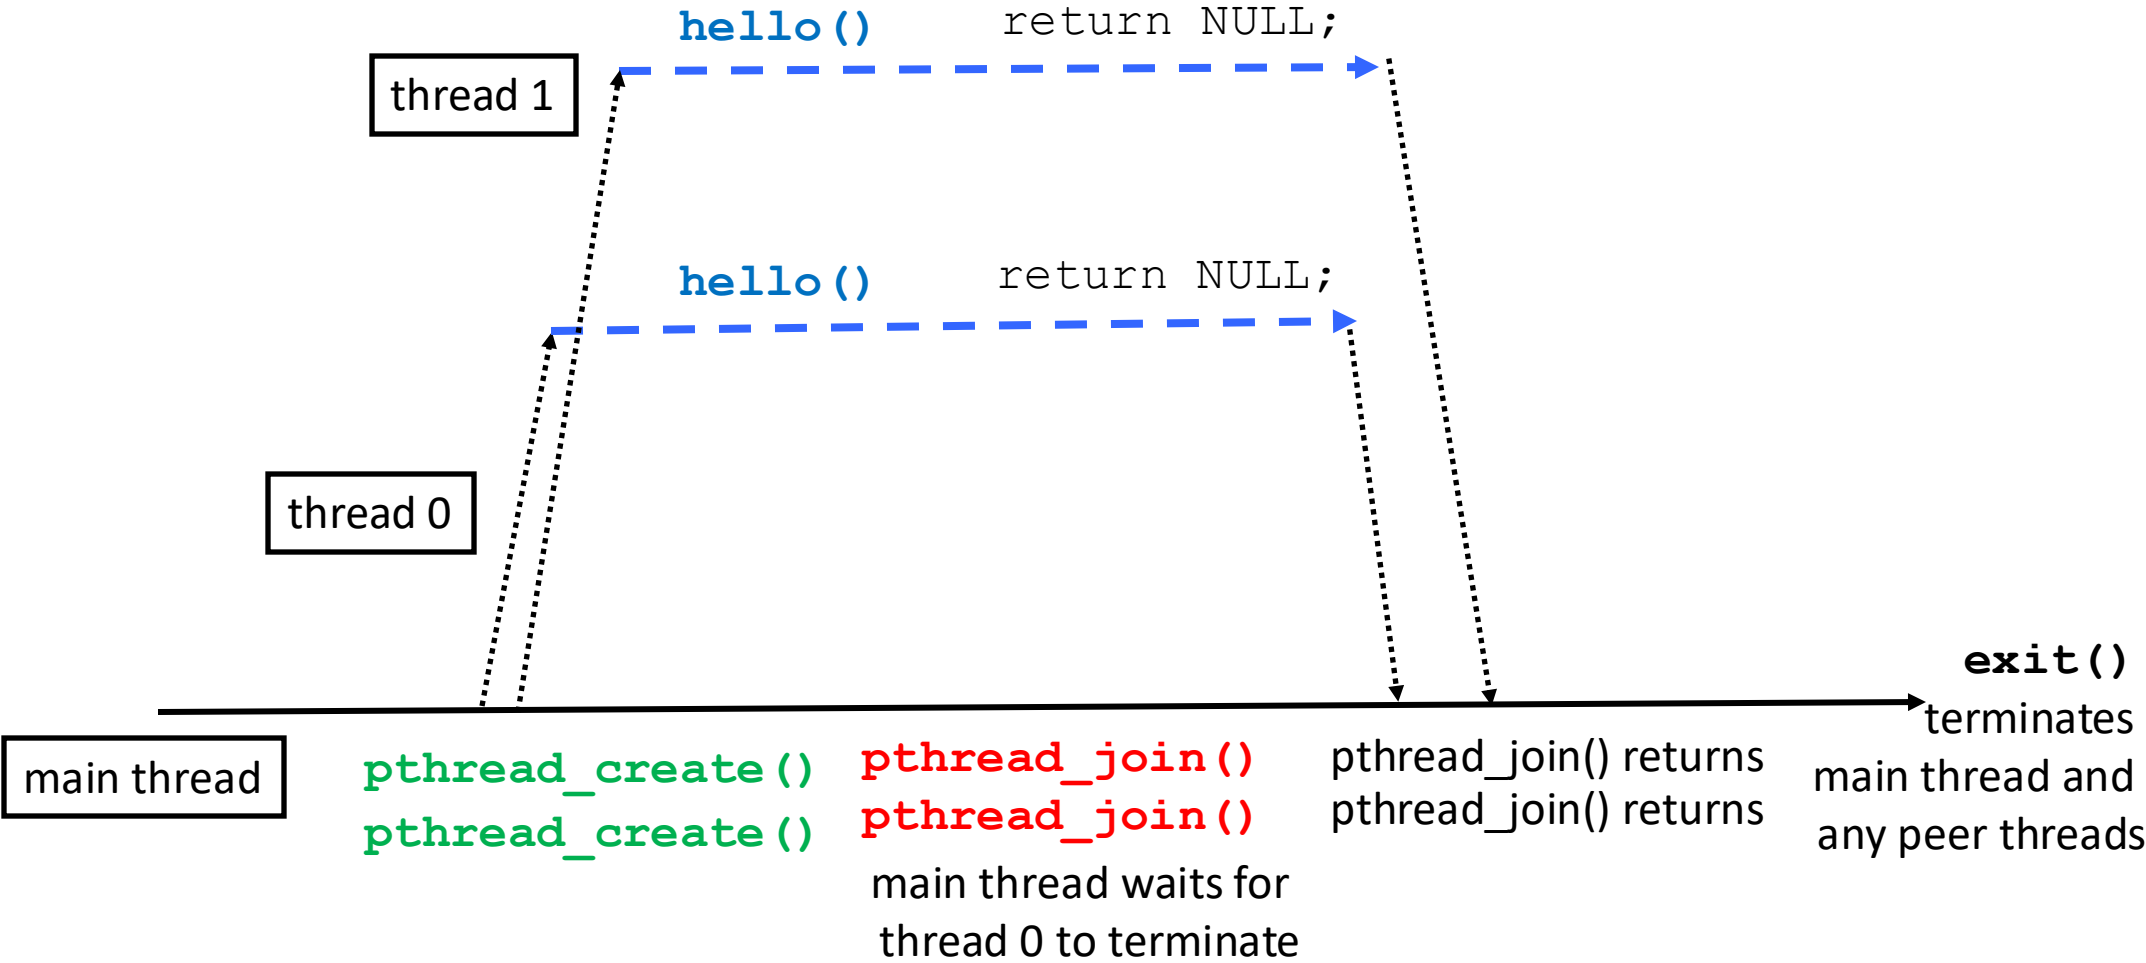 hello() return NULL;
thread 1
hello() return NULL;
thread 0
exit()
terminates
main thread and
any peer threads
main thread
pthread_create()
pthread_create()
pthread_join()
pthread_join()
main thread waits for
thread 0 to terminate
pthread_join() returns
pthread_join() returns